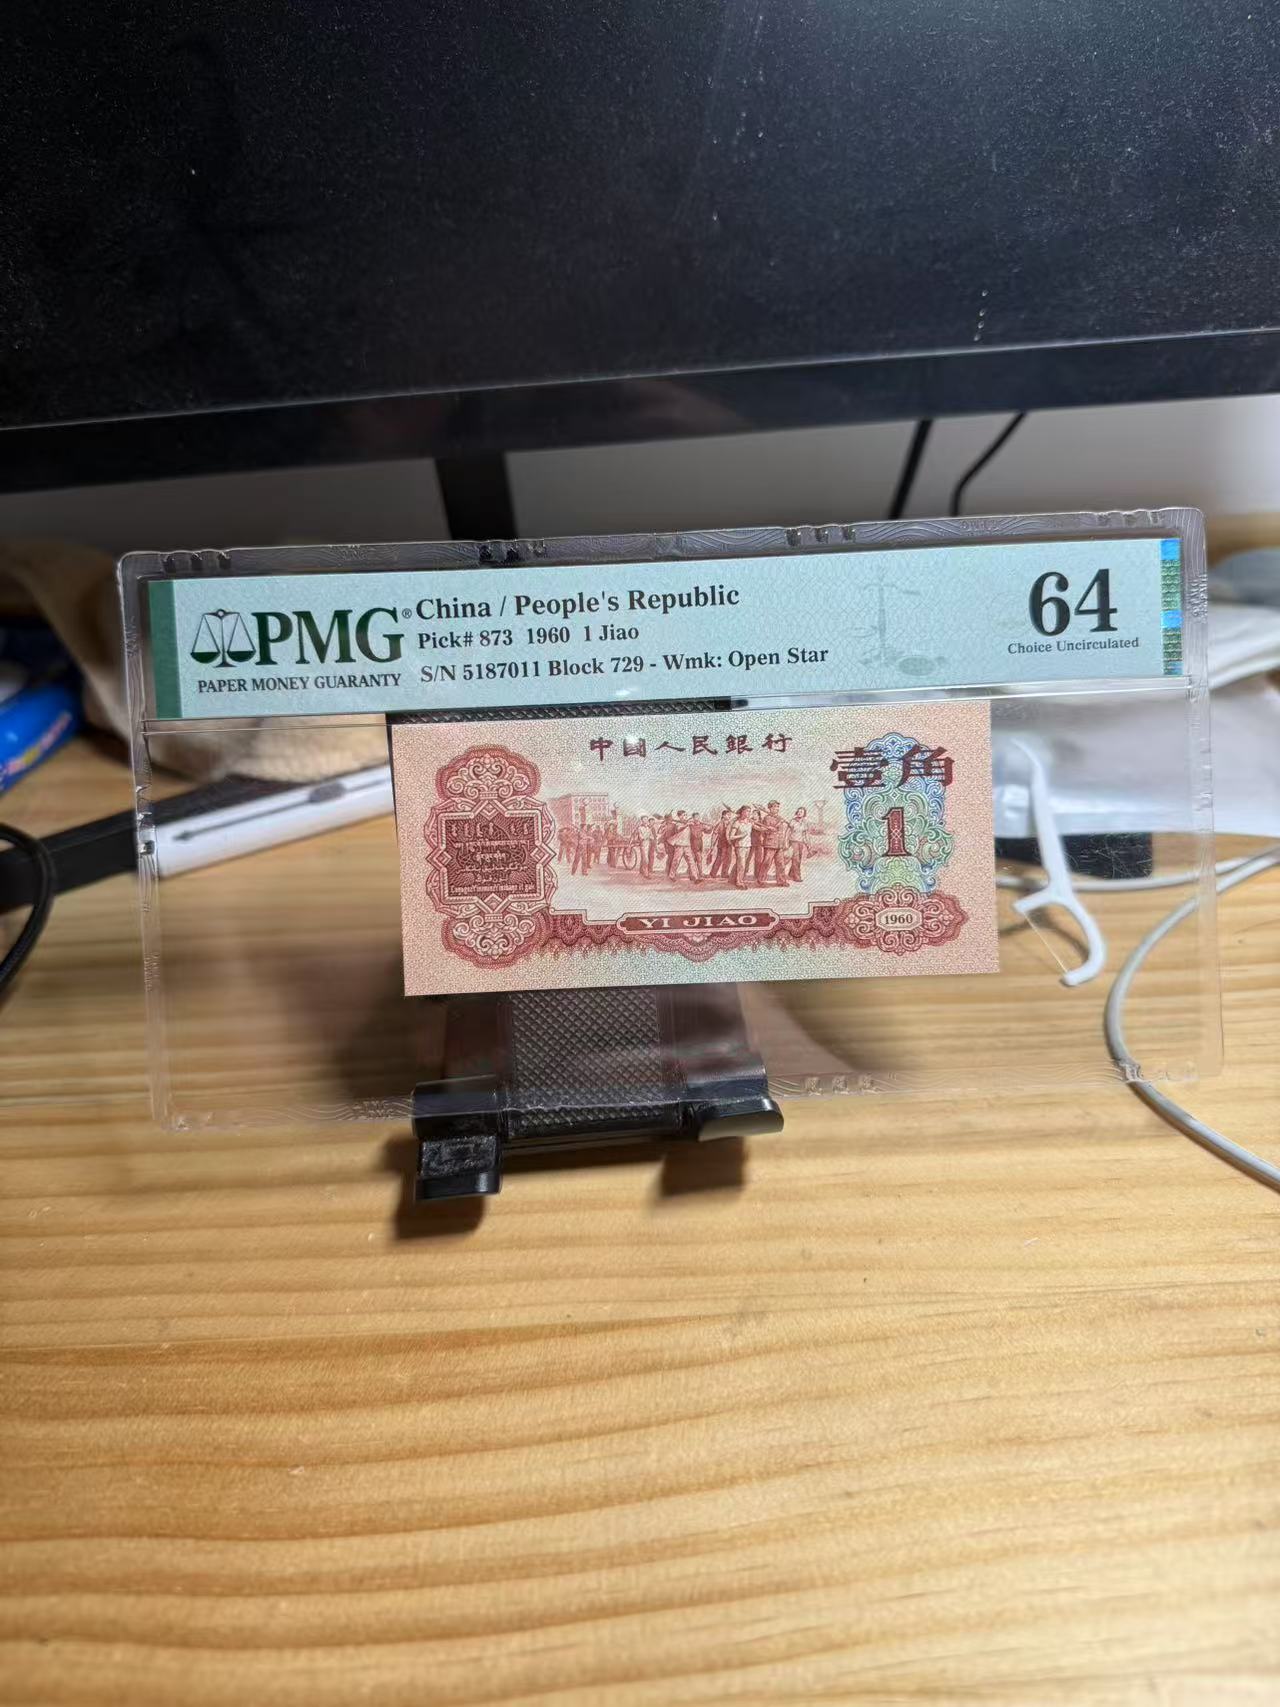 PMG®
PAPER MONEY GUARANTY
China / People's Republic
Pick# 873 1960 1 Jiao
S/N 5187011 Block 729 - Wmk: Open Star
64
Choice Uncirculated
中國人民銀行
壹角
1
YI JIAO
1960